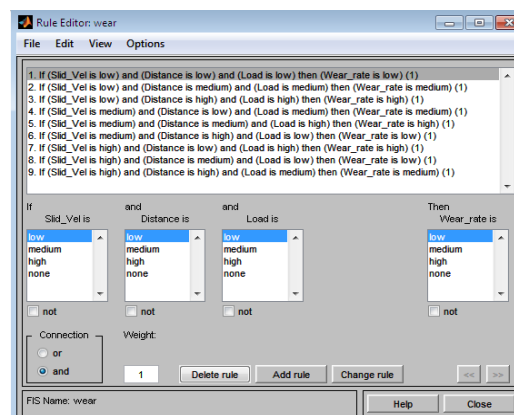 Rule Editor: wear
File Edit View Options
1. If (Slid_Vel is low) and (Distance is low) and (Load is low) then (Wear_rate is low) (1)
2. If (Slid_Vel is low) and (Distance is medium) and (Load is medium) then (Wear_rate is medium) (1)
3. If (Slid_Vel is low) and (Distance is high) and (Load is high) then (Wear_rate is high) (1)
4. If (Slid_Vel is medium) and (Distance is low) and (Load is medium) then (Wear_rate is medium) (1)
5. If (Slid_Vel is medium) and (Distance is medium) and (Load is high) then (Wear_rate is high) (1)
6. If (Slid_Vel is medium) and (Distance is high) and (Load is low) then (Wear_rate is low) (1)
7. If (Slid_Vel is high) and (Distance is low) and (Load is high) then (Wear_rate is high) (1)
8. If (Slid_Vel is high) and (Distance is medium) and (Load is low) then (Wear_rate is low) (1)
9. If (Slid_Vel is high) and (Distance is high) and (Load is medium) then (Wear_rate is medium) (1)
If and and Then
Slid_Vel is Distance is Load is Wear_rate is
low low low low
medium medium medium medium
high high high high
none none none none
not not not not
Connection Weight:
or
and 1 Delete rule Add rule Change rule << >>
FIS Name: wear Help Close